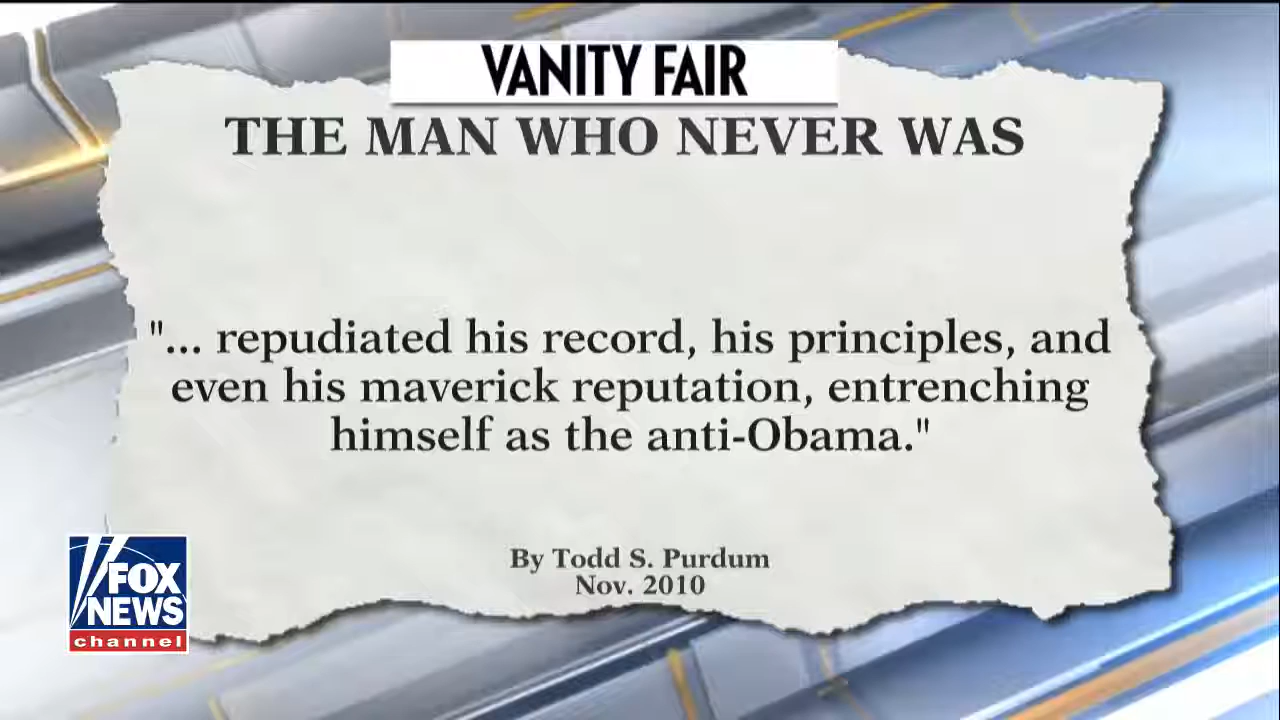 VANITY FAIR
THE MAN WHO NEVER WAS
"... repudiated his record, his principles, and
even his maverick reputation, entrenching
himself as the anti-Obama."
By Todd S. Purdum
Nov. 2010
FOX
NEWS
channel